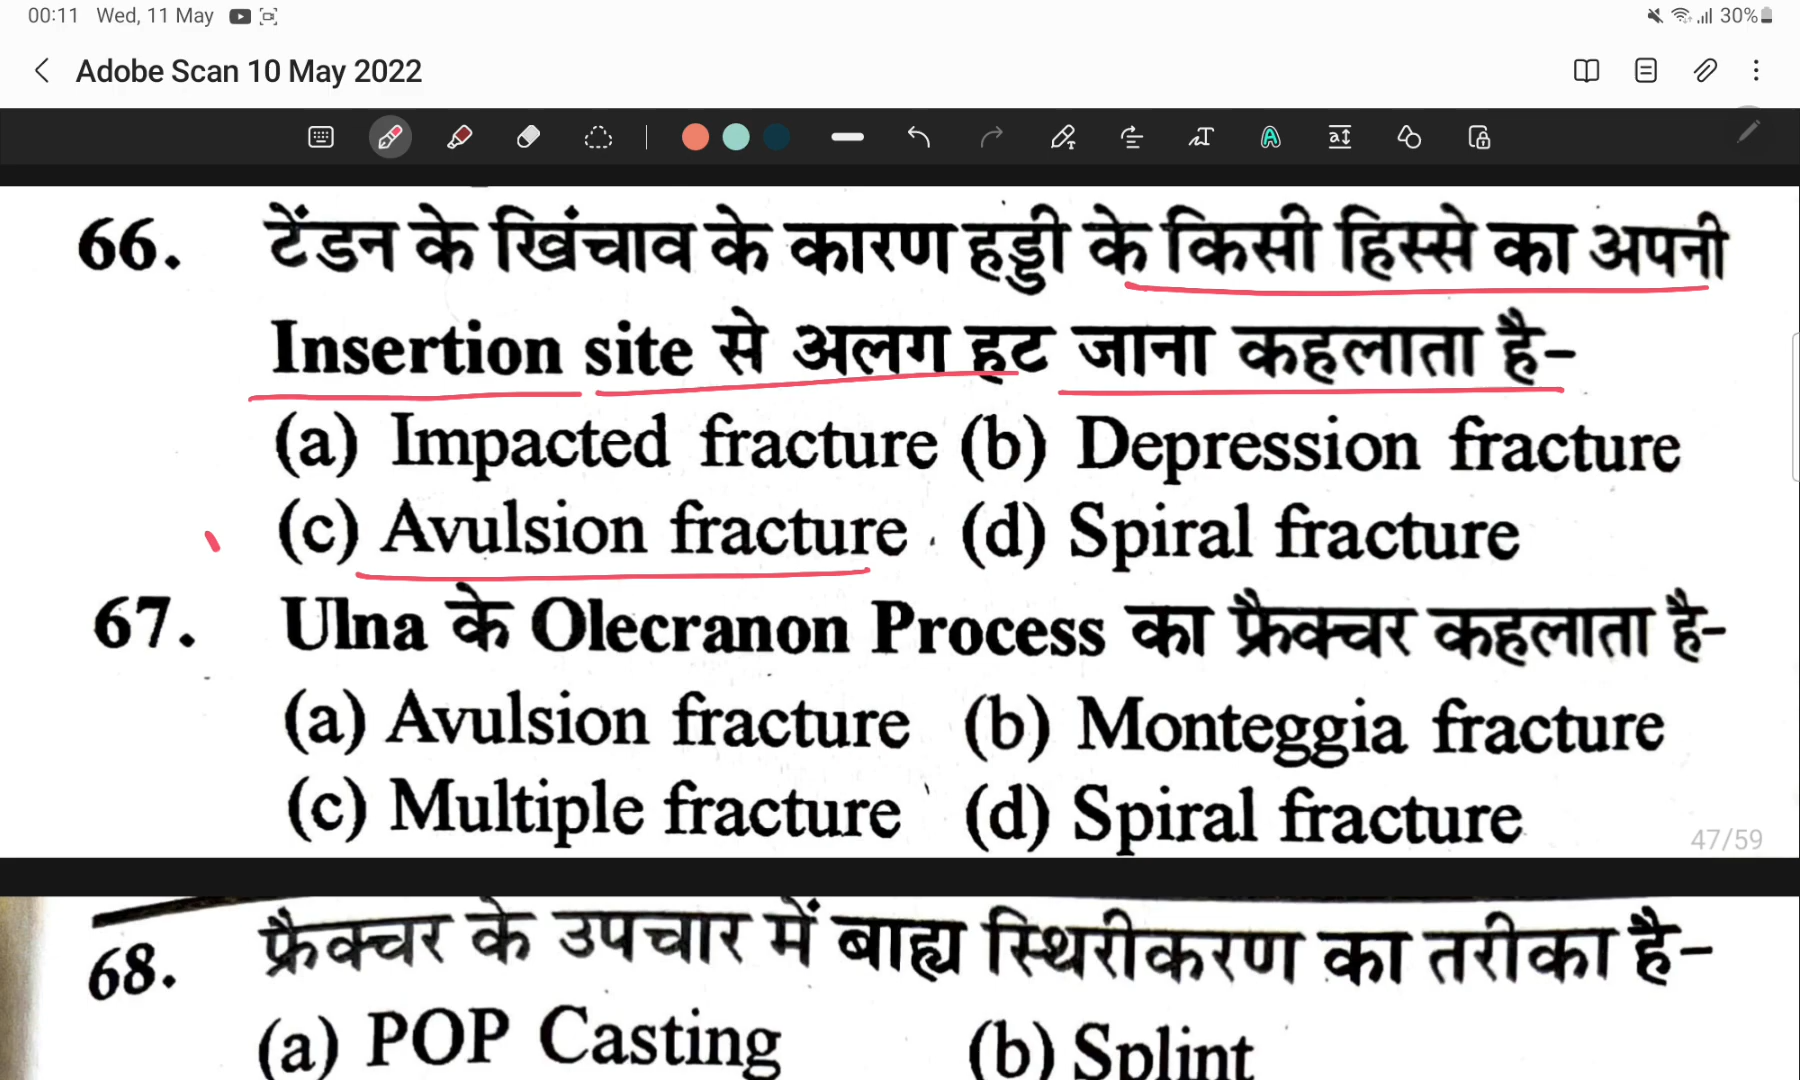 00:11 Wed, 11 May 30%
Adobe Scan 10 May 2022
66. टेंडन के खिंचाव के कारण हड्डी के किसी हिस्से का अपनी
Insertion site से अलग हट जाना कहलाता है-
(a) Impacted fracture (b) Depression fracture
(c) Avulsion fracture (d) Spiral fracture
67. Ulna के Olecranon Process का फ्रैक्चर कहलाता है-
(a) Avulsion fracture (b) Monteggia fracture
(c) Multiple fracture (d) Spiral fracture
47/59
68. फ्रैक्चर के उपचार में बाह्य स्थिरीकरण का तरीका है-
(a) POP Casting (b) Splint